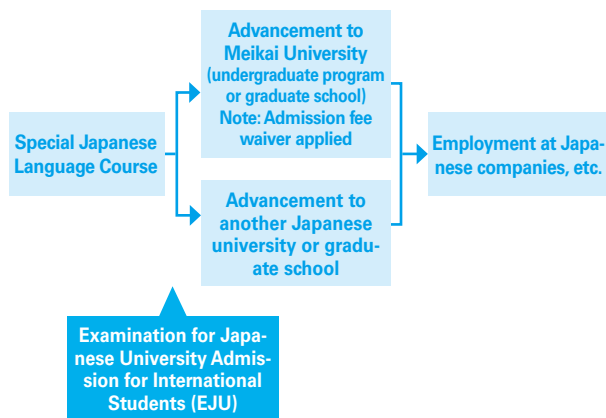 Special Japanese
Language Course
Advancement to
Meikai University
(undergraduate program
or graduate school)
Note: Admission fee
waiver applied
Advancement to
another Japanese
university or gradu-
ate school
Employment at Japa-
nese companies, etc.
Examination for Japa-
nese University Admis-
sion for International
Students (EJU)